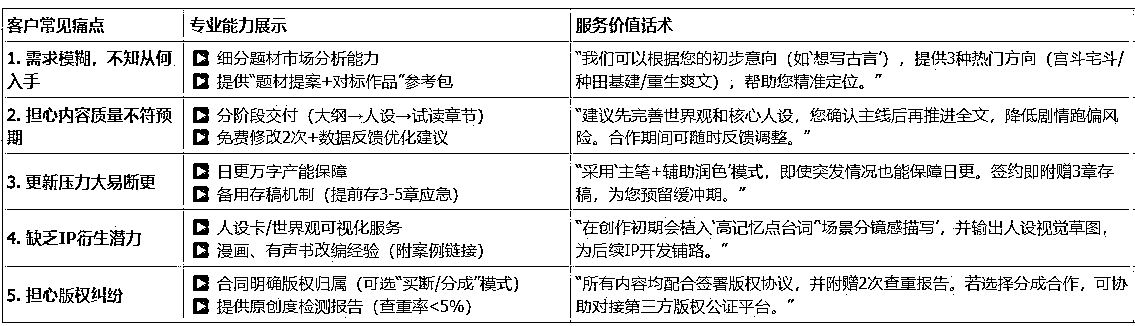 客户常见痛点
专业能力展示
服务价值话术
1. 需求模糊，不知从何
入手
▶ 细分题材市场分析能力
▶ 提供“题材提案+对标作品”参考包
“我们可以根据您的初步意向（如‘想写古言’），提供3种热门方向（宫斗宅斗/
种田基建/重生爽文），帮助您精准定位。”
2. 担心内容质量不符预
期
▶ 分阶段交付（大纲→人设→试读章节）
▶ 免费修改2次+数据反馈优化建议
“建议先完善世界观和核心人设，您确认主线后再推进全文，降低剧情跑偏风
险。合作期间可随时反馈调整。”
3. 更新压力大易断更
▶ 日更万字产能保障
▶ 备用存稿机制（提前存3-5章应急）
“采用‘主笔+辅助润色’模式，即使突发情况也能保障日更。签约即附赠3章存
稿，为您预留缓冲期。”
4. 缺乏IP衍生潜力
▶ 人设卡/世界观可视化服务
▶ 漫画、有声书改编经验（附案例链接）
“在创作初期会植入‘高记忆点台词’‘场景分镜感描写’，并输出人设视觉草图，
为后续IP开发铺路。”
5. 担心版权纠纷
▶ 合同明确版权归属（可选“买断/分成”模式）
▶ 提供原创度检测报告（查重率<5%）
“所有内容均配合签署版权协议，并附赠2次查重报告。若选择分成合作，可协
助对接第三方版权公证平台。”